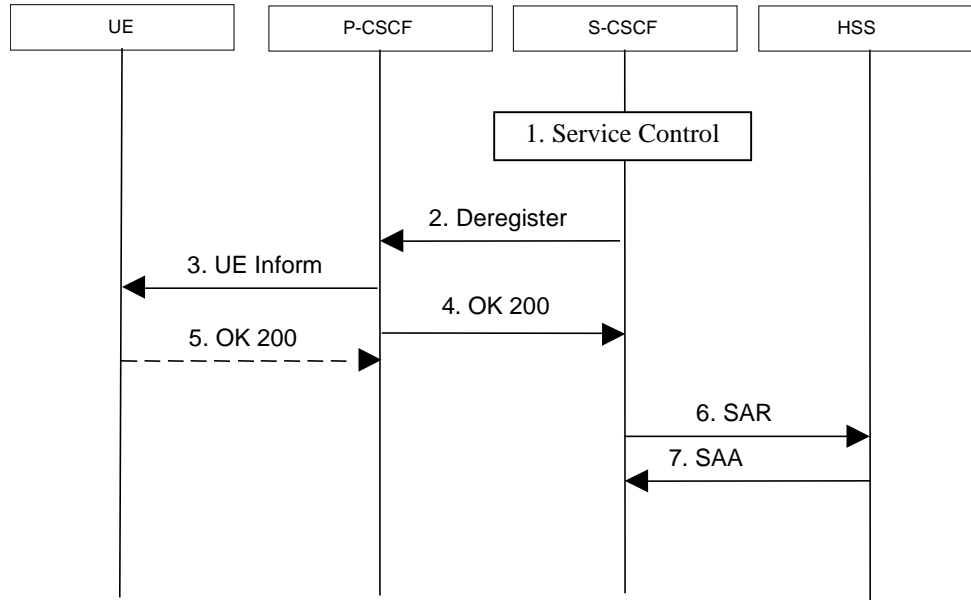 UE
P-CSCF
S-CSCF
HSS
1. Service Control
2. Deregister
3. UE Inform
4. OK 200
5. OK 200
6. SAR
7. SAA